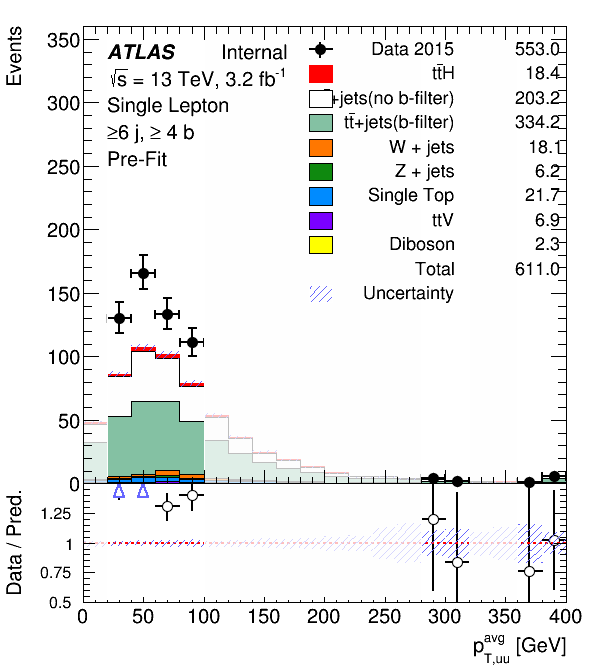 Events
350
300
250
200
150
100
50
0
ATLAS Internal
√s = 13 TeV, 3.2 fb-1
Single Lepton
≥6 j, ≥ 4 b
Pre-Fit
Data 2015 553.0
tt̄H 18.4
+jets(no b-filter) 203.2
tt̄+jets(b-filter) 334.2
W + jets 18.1
Z + jets 6.2
Single Top 21.7
ttV 6.9
Diboson 2.3
Total 611.0
Uncertainty
Data / Pred.
1.25
1
0.75
0.5
0 50 100 150 200 250 300 350 400
p T,uu avg [GeV]